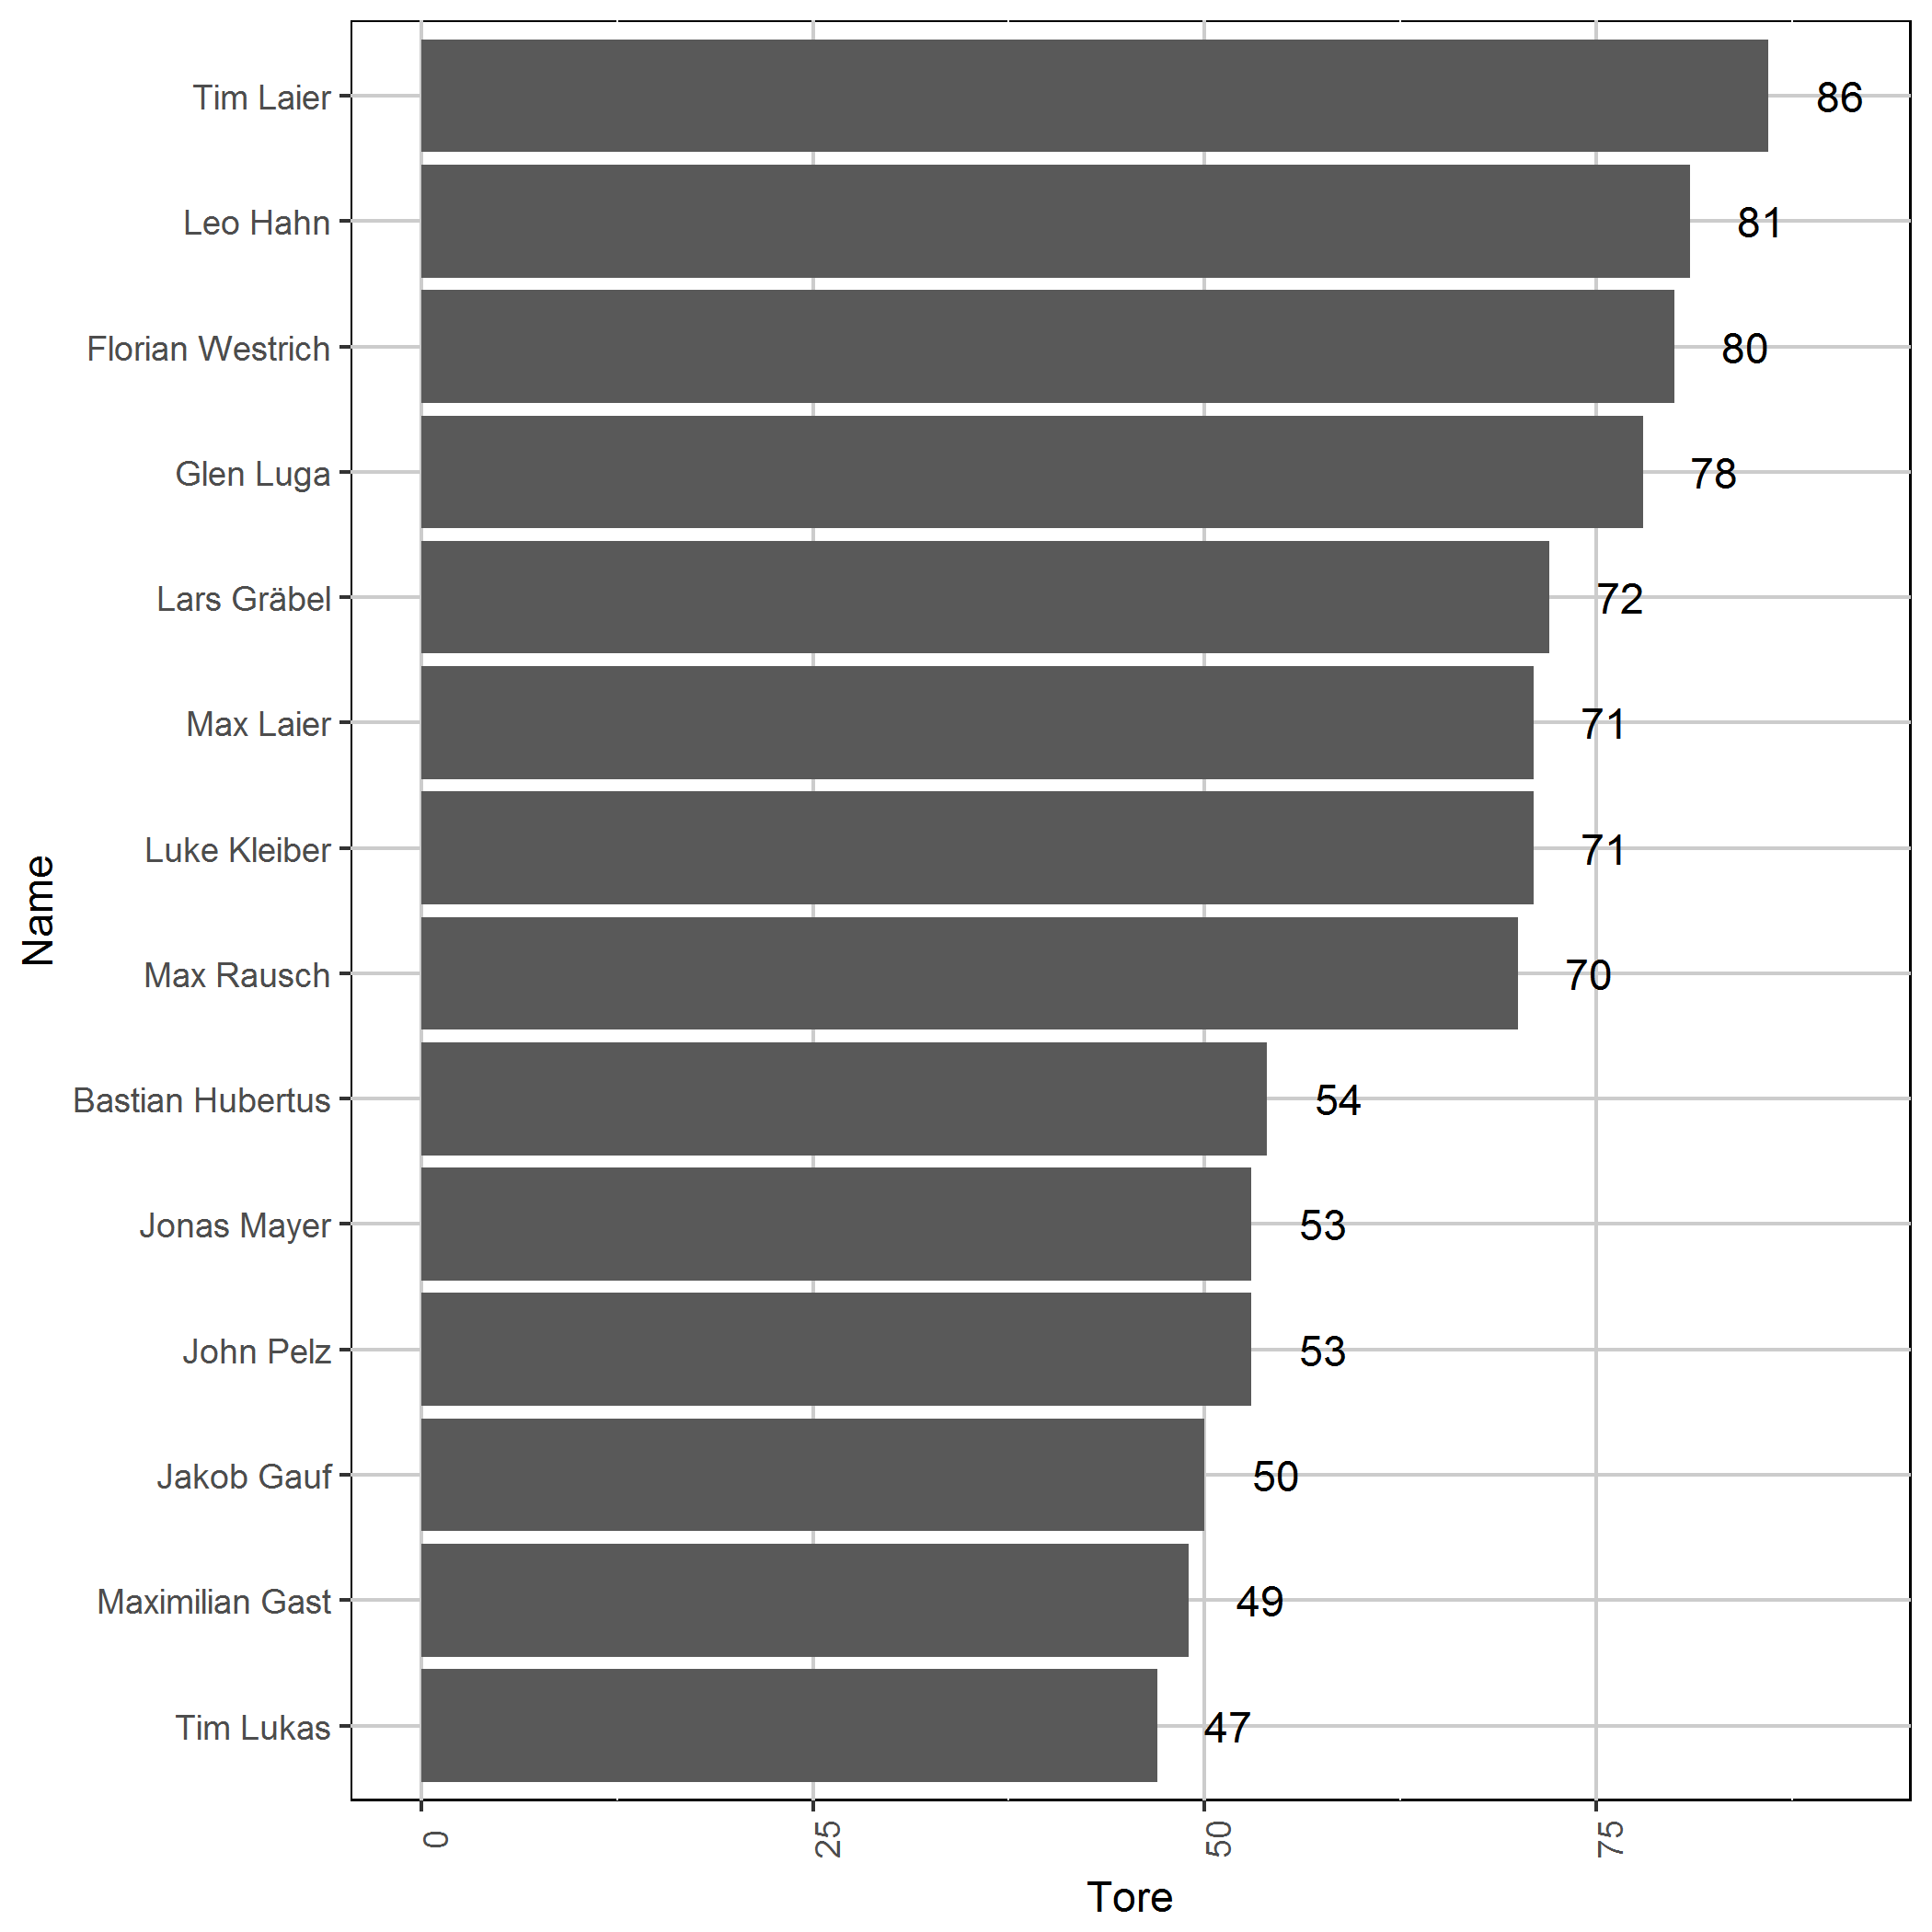 Name
Tim Laier 86
Leo Hahn 81
Florian Westrich 80
Glen Luga 78
Lars Gräbel 72
Max Laier 71
Luke Kleiber 71
Max Rausch 70
Bastian Hubertus 54
Jonas Mayer 53
John Pelz 53
Jakob Gauf 50
Maximilian Gast 49
Tim Lukas 47
0 25 50 75
Tore